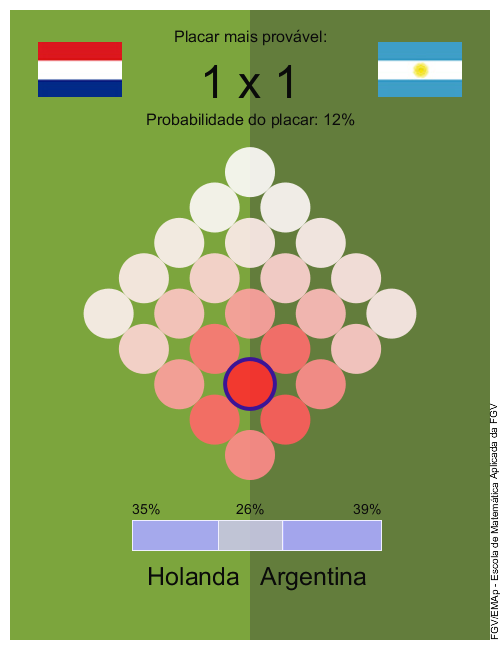 Placar mais provável:
1 x 1
Probabilidade do placar: 12%
35% 26% 39%
Holanda Argentina
FGV/EMAp - Escola de Matemática Aplicada da FGV